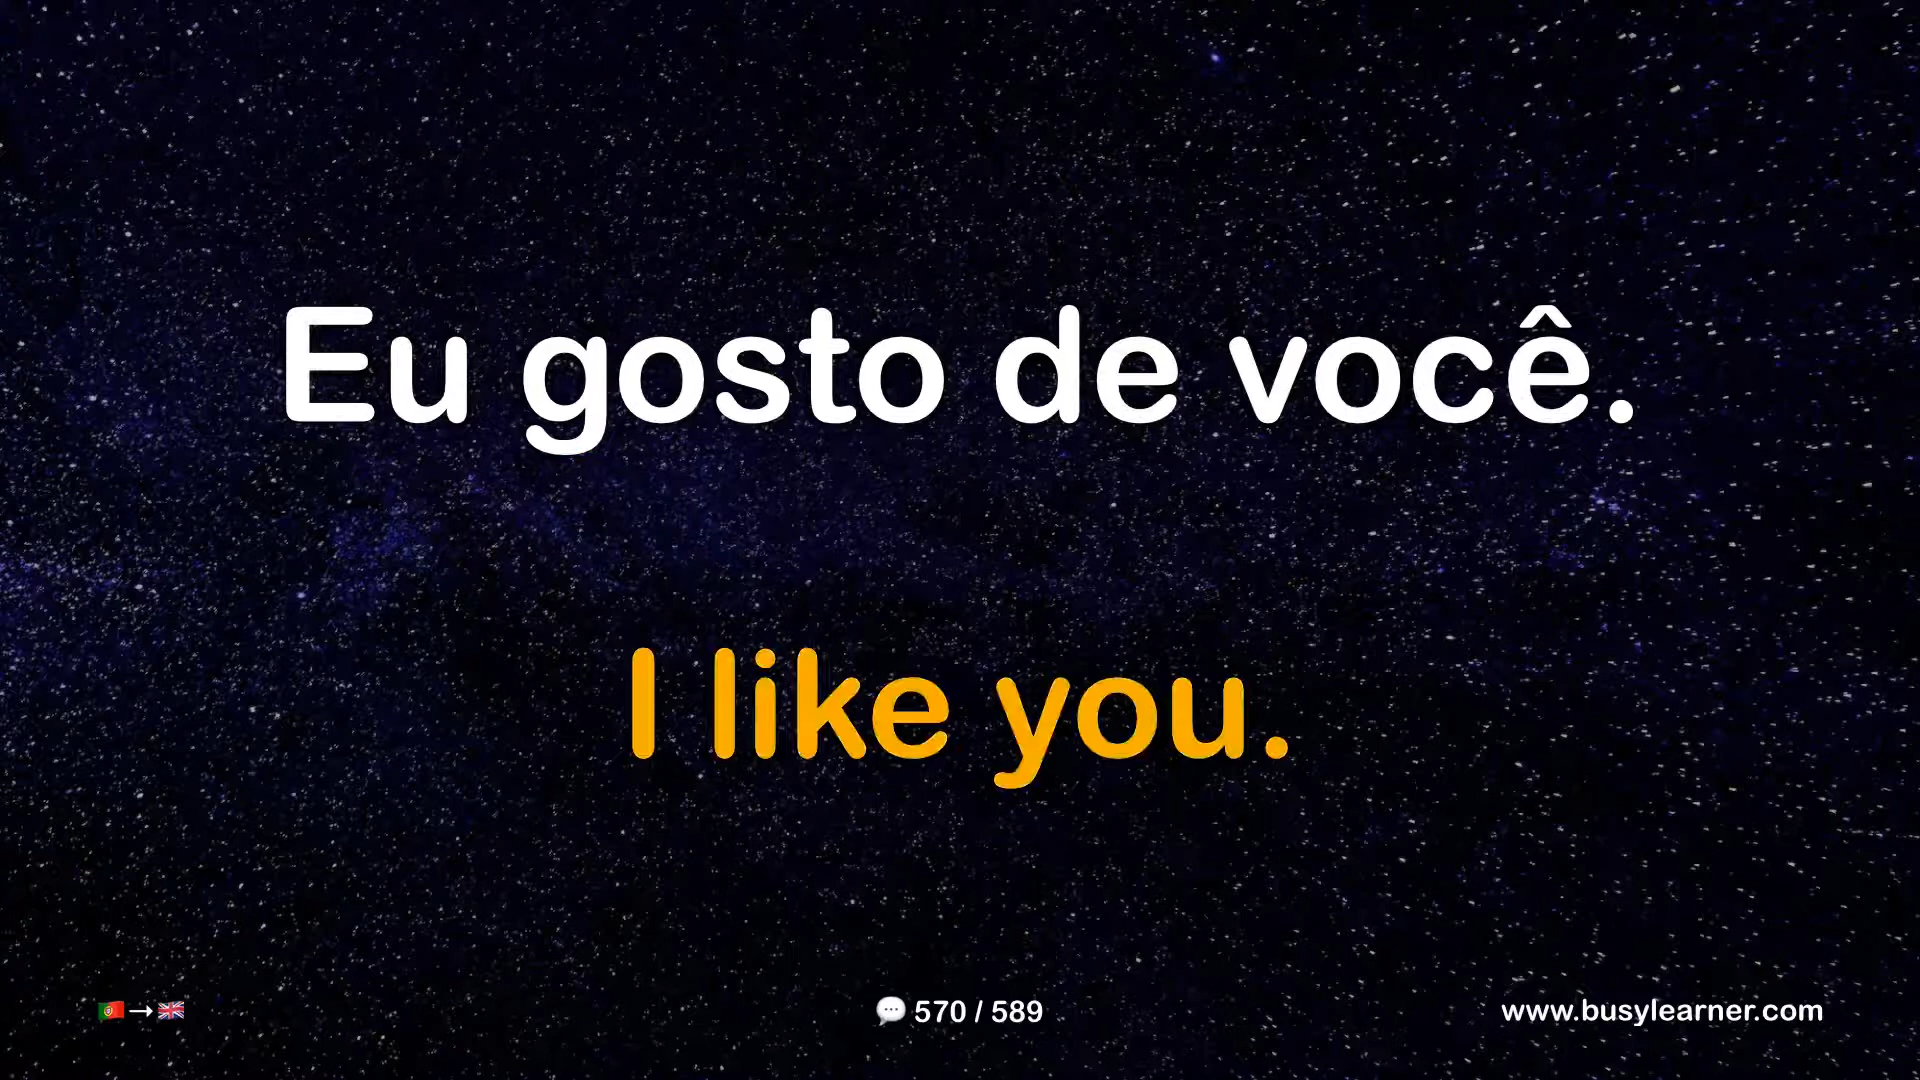 Eu gosto de você.
I like you.
🇵🇹→🇬🇧 💬 570 / 589 www.busylearner.com